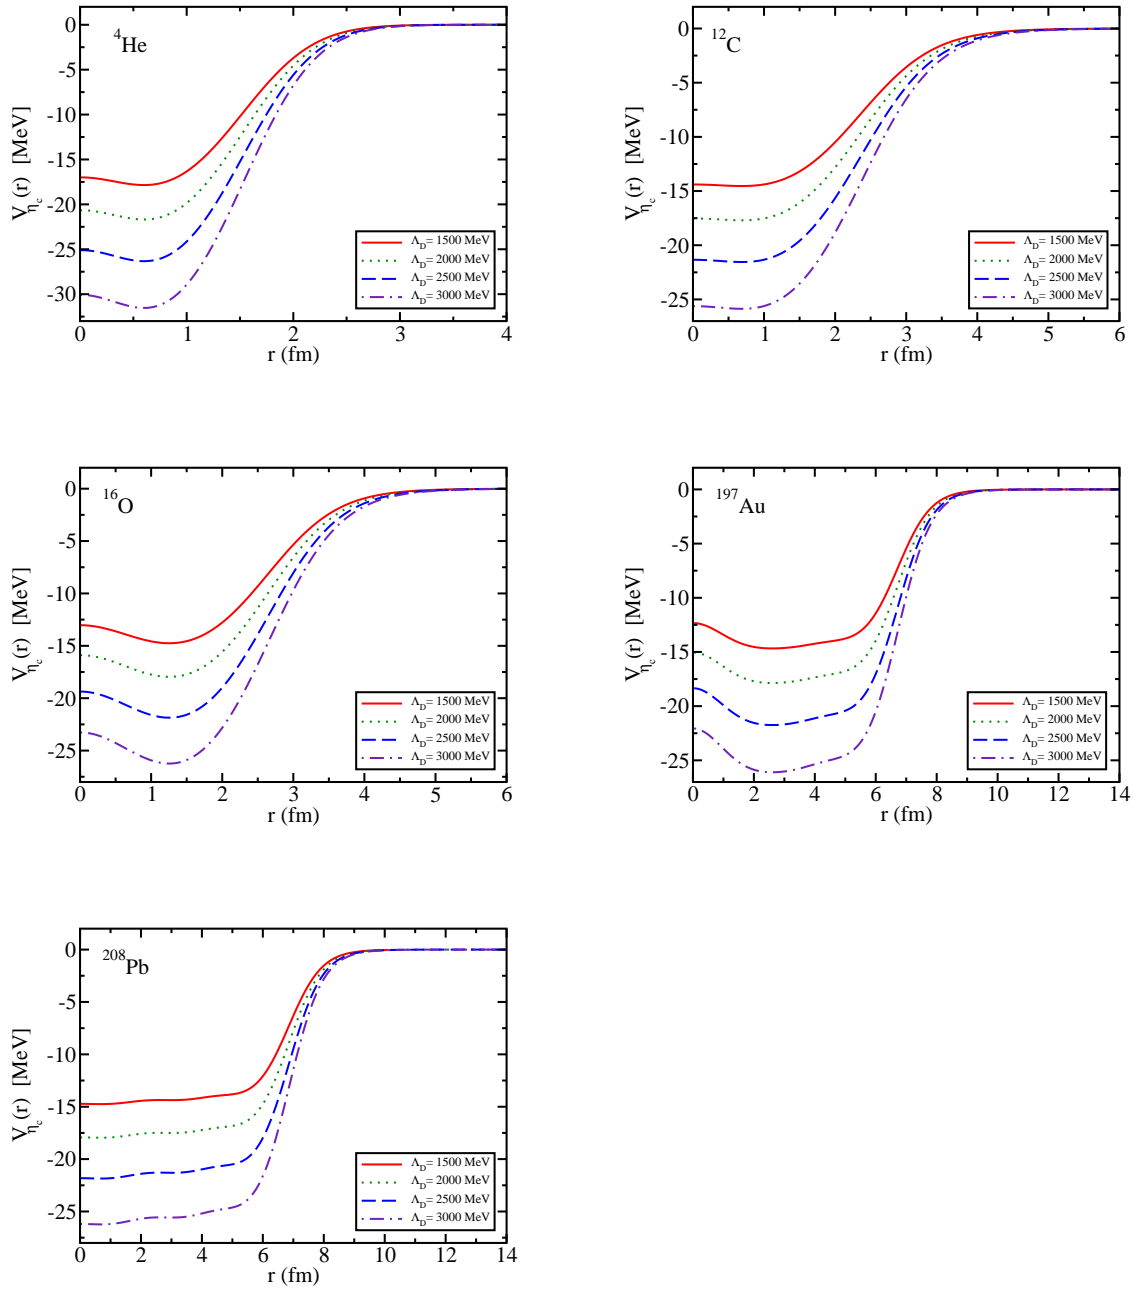 ⁴He
V_ηc(r) [MeV]
0
-5
-10
-15
-20
-25
-30
Λ_D= 1500 MeV
Λ_D= 2000 MeV
Λ_D= 2500 MeV
Λ_D= 3000 MeV
0 1 2 3 4
r (fm)
¹²C
V_ηc(r) [MeV]
0
-5
-10
-15
-20
-25
Λ_D= 1500 MeV
Λ_D= 2000 MeV
Λ_D= 2500 MeV
Λ_D= 3000 MeV
0 1 2 3 4 5 6
r (fm)
¹⁶O
V_ηc(r) [MeV]
0
-5
-10
-15
-20
-25
Λ_D= 1500 MeV
Λ_D= 2000 MeV
Λ_D= 2500 MeV
Λ_D= 3000 MeV
0 1 2 3 4 5 6
r (fm)
¹⁹⁷Au
V_ηc(r) [MeV]
0
-5
-10
-15
-20
-25
Λ_D= 1500 MeV
Λ_D= 2000 MeV
Λ_D= 2500 MeV
Λ_D= 3000 MeV
0 2 4 6 8 10 12 14
r (fm)
²⁰⁸Pb
V_ηc(r) [MeV]
0
-5
-10
-15
-20
-25
Λ_D= 1500 MeV
Λ_D= 2000 MeV
Λ_D= 2500 MeV
Λ_D= 3000 MeV
0 2 4 6 8 10 12 14
r (fm)